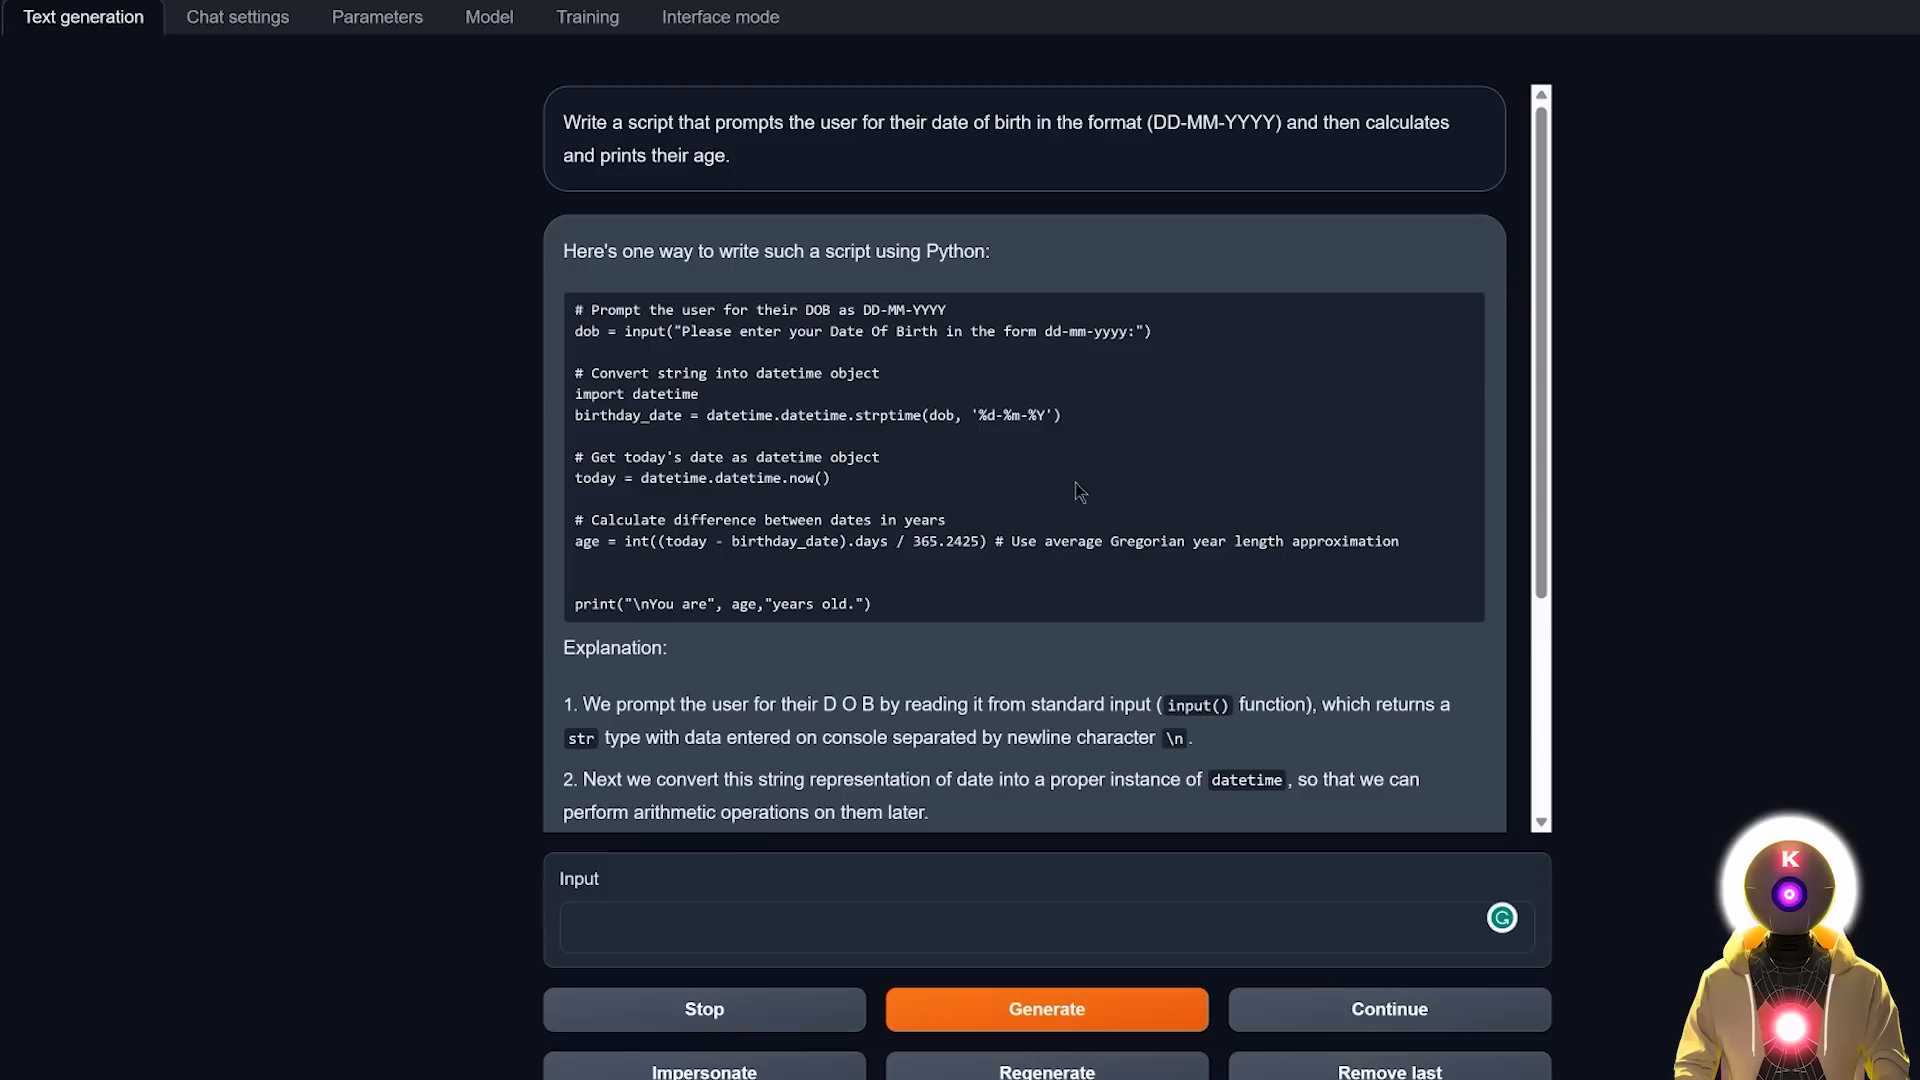 Text generation Chat settings Parameters Model Training Interface mode
Write a script that prompts the user for their date of birth in the format (DD-MM-YYYY) and then calculates
and prints their age.
Here's one way to write such a script using Python:
# Prompt the user for their DOB as DD-MM-YYYY
dob = input("Please enter your Date Of Birth in the form dd-mm-yyyy:")
# Convert string into datetime object
import datetime
birthday_date = datetime.datetime.strptime(dob, '%d-%m-%Y')
# Get today's date as datetime object
today = datetime.datetime.now()
# Calculate difference between dates in years
age = int((today - birthday_date).days / 365.2425) # Use average Gregorian year length approximation
print("\nYou are", age,"years old.")
Explanation:
1. We prompt the user for their D O B by reading it from standard input ( input() function), which returns a
str type with data entered on console separated by newline character \n .
2. Next we convert this string representation of date into a proper instance of datetime , so that we can
perform arithmetic operations on them later.
Input
Stop Generate Continue
Impersonate Regenerate Remove last
K